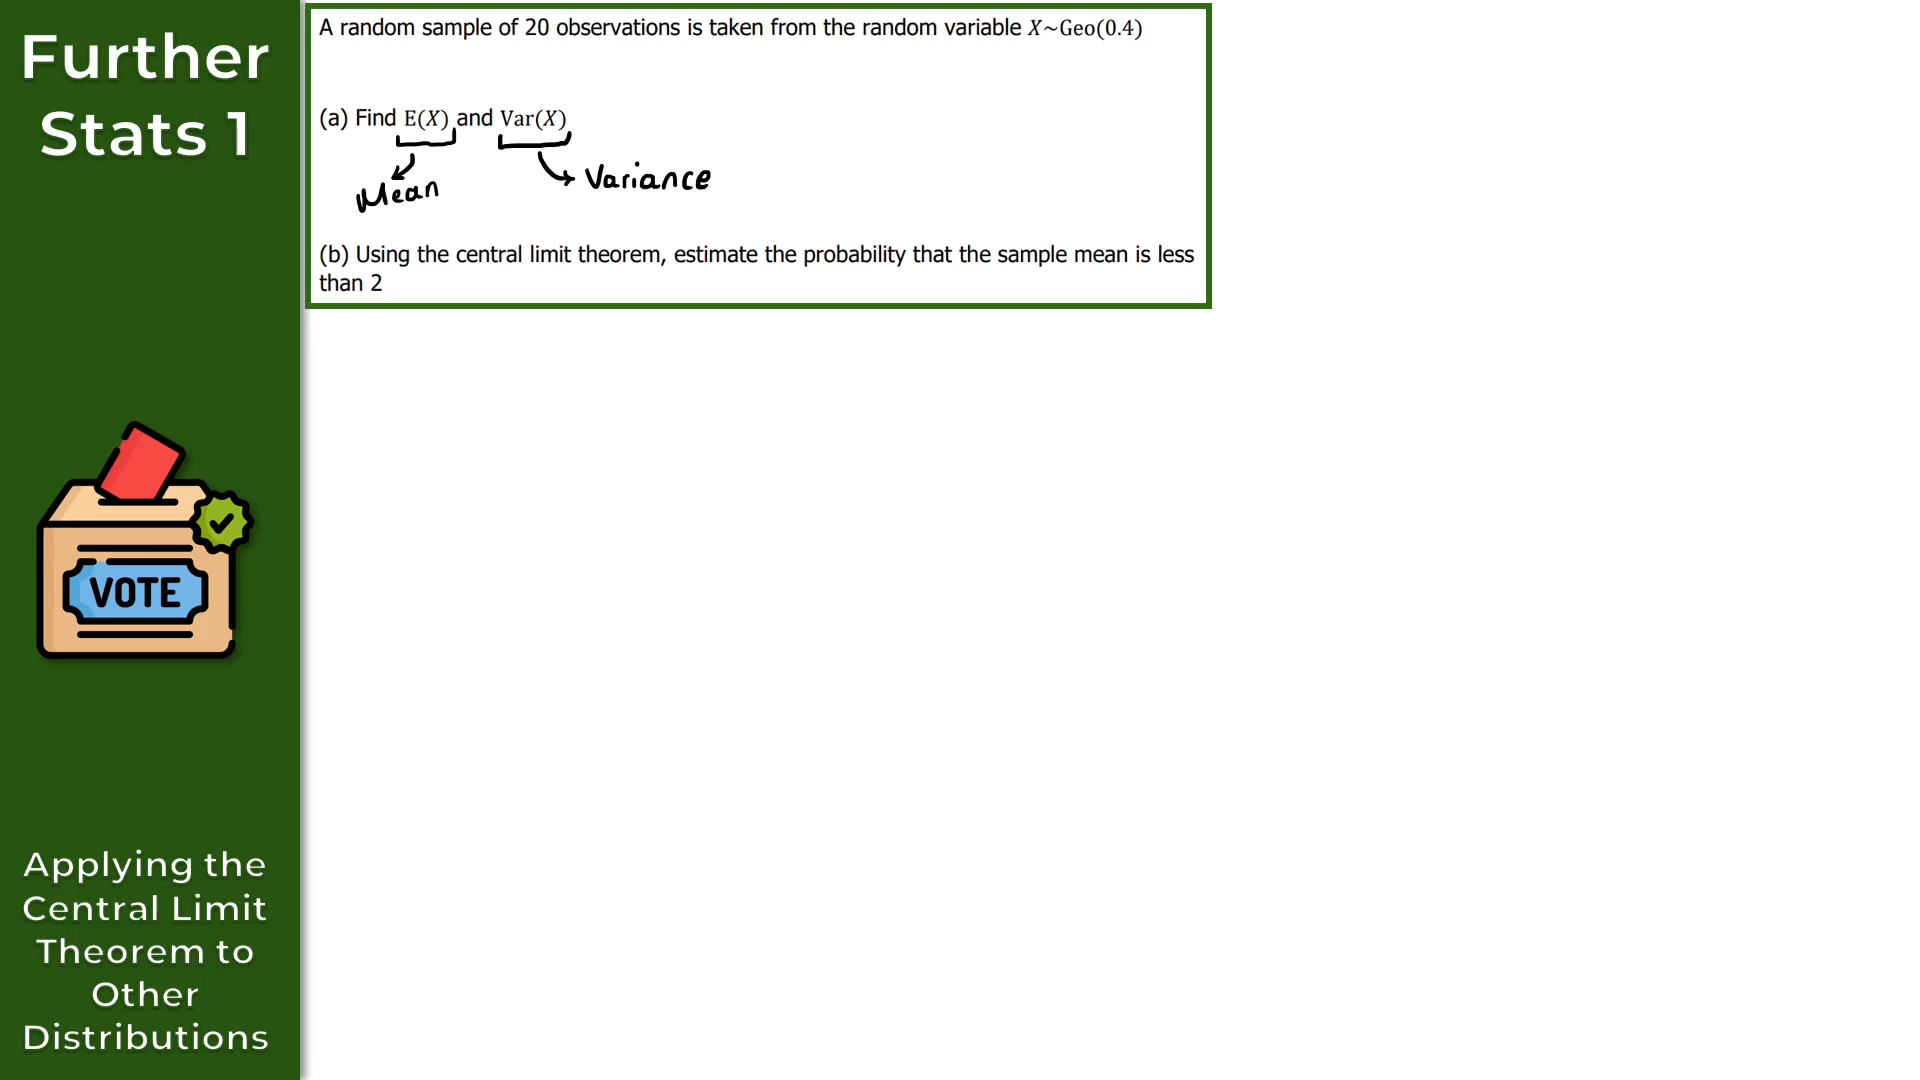 Further
Stats 1
VOTE
Applying the
Central Limit
Theorem to
Other
Distributions
A random sample of 20 observations is taken from the random variable X~Geo(0.4)
(a) Find E(X) and Var(X)
Mean
Variance
(b) Using the central limit theorem, estimate the probability that the sample mean is less
than 2